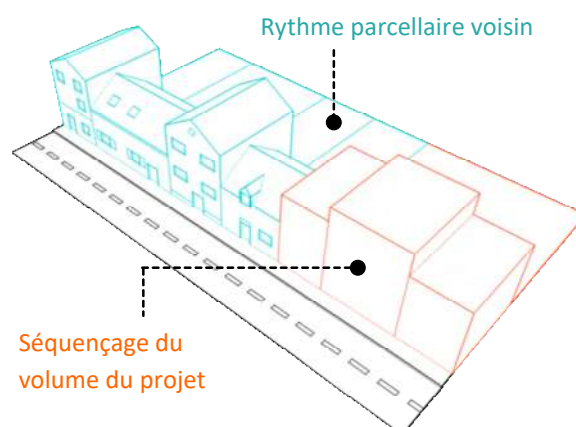 Rythme parcellaire voisin
Séquençage du
volume du projet